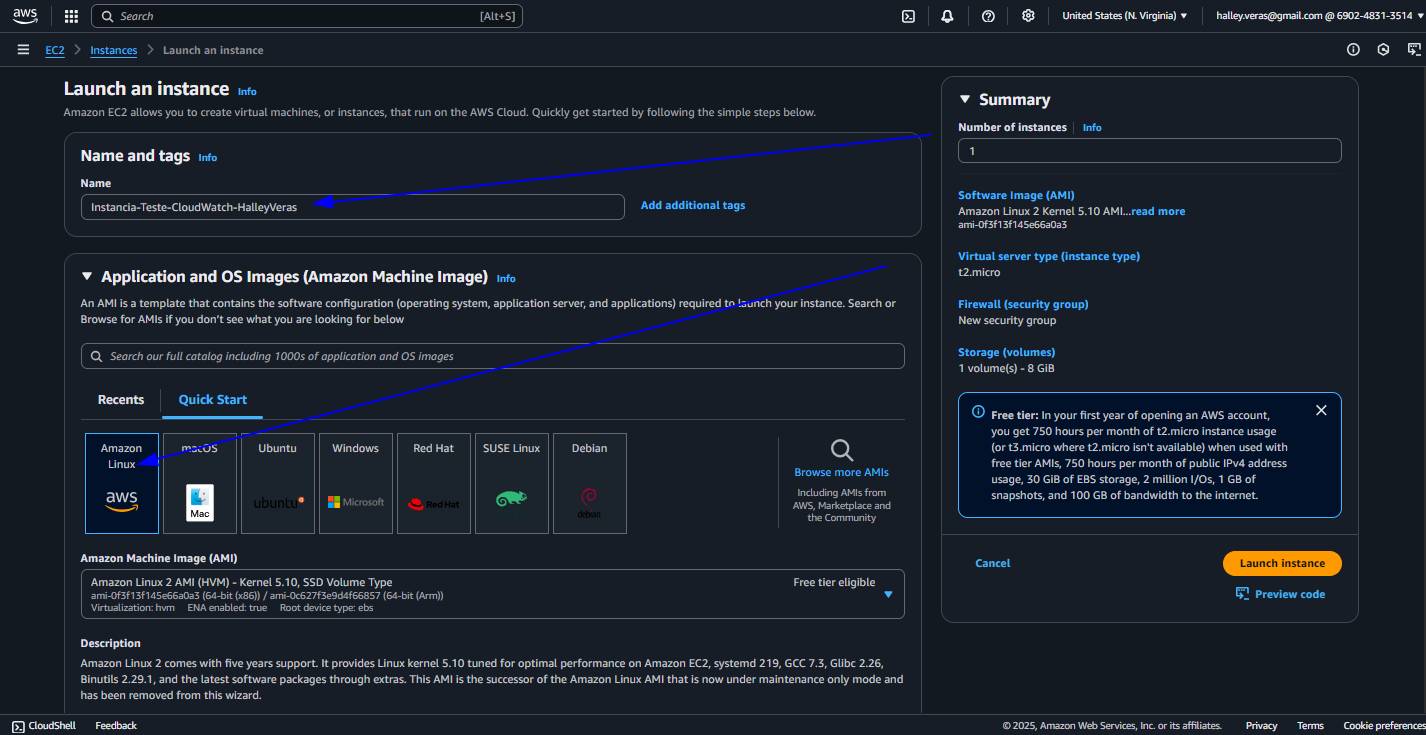 aws
Search [Alt+S]
United States (N. Virginia) halley.veras@gmail.com @ 6902-4831-3514
EC2 Instances Launch an instance
Launch an instance Info
Amazon EC2 allows you to create virtual machines, or instances, that run on the AWS Cloud. Quickly get started by following the simple steps below.
Name and tags Info
Name
Instancia-Teste-CloudWatch-HalleyVeras
Add additional tags
Application and OS Images (Amazon Machine Image) Info
An AMI is a template that contains the software configuration (operating system, application server, and applications) required to launch your instance. Search or
Browse for AMIs if you don't see what you are looking for below
Search our full catalog including 1000s of application and OS images
Recents Quick Start
Amazon
Linux
aws
macOS
Mac
Ubuntu
ubuntu
Windows
Microsoft
Red Hat
Red Hat
SUSE Linux
Debian
debian
Browse more AMIs
Including AMIs from
AWS, Marketplace and
the Community
Amazon Machine Image (AMI)
Amazon Linux 2 AMI (HVM) - Kernel 5.10, SSD Volume Type Free tier eligible
ami-0f3f13f145e66a0a3 (64-bit (x86)) / ami-0c627f3e9d4f66857 (64-bit (Arm))
Virtualization: hvm ENA enabled: true Root device type: ebs
Description
Amazon Linux 2 comes with five years support. It provides Linux kernel 5.10 tuned for optimal performance on Amazon EC2, systemd 219, GCC 7.3, Glibc 2.26,
Binutils 2.29.1, and the latest software packages through extras. This AMI is the successor of the Amazon Linux AMI that is now under maintenance only mode and
has been removed from this wizard.
Summary
Number of instances Info
1
Software Image (AMI)
Amazon Linux 2 Kernel 5.10 AMI...read more
ami-0f3f13f145e66a0a3
Virtual server type (instance type)
t2.micro
Firewall (security group)
New security group
Storage (volumes)
1 volume(s) - 8 GiB
Free tier: In your first year of opening an AWS account,
you get 750 hours per month of t2.micro instance usage
(or t3.micro where t2.micro isn't available) when used with
free tier AMIs, 750 hours per month of public IPv4 address
usage, 30 GiB of EBS storage, 2 million I/Os, 1 GB of
snapshots, and 100 GB of bandwidth to the internet.
Cancel Launch instance
Preview code
CloudShell Feedback © 2025, Amazon Web Services, Inc. or its affiliates. Privacy Terms Cookie preferences